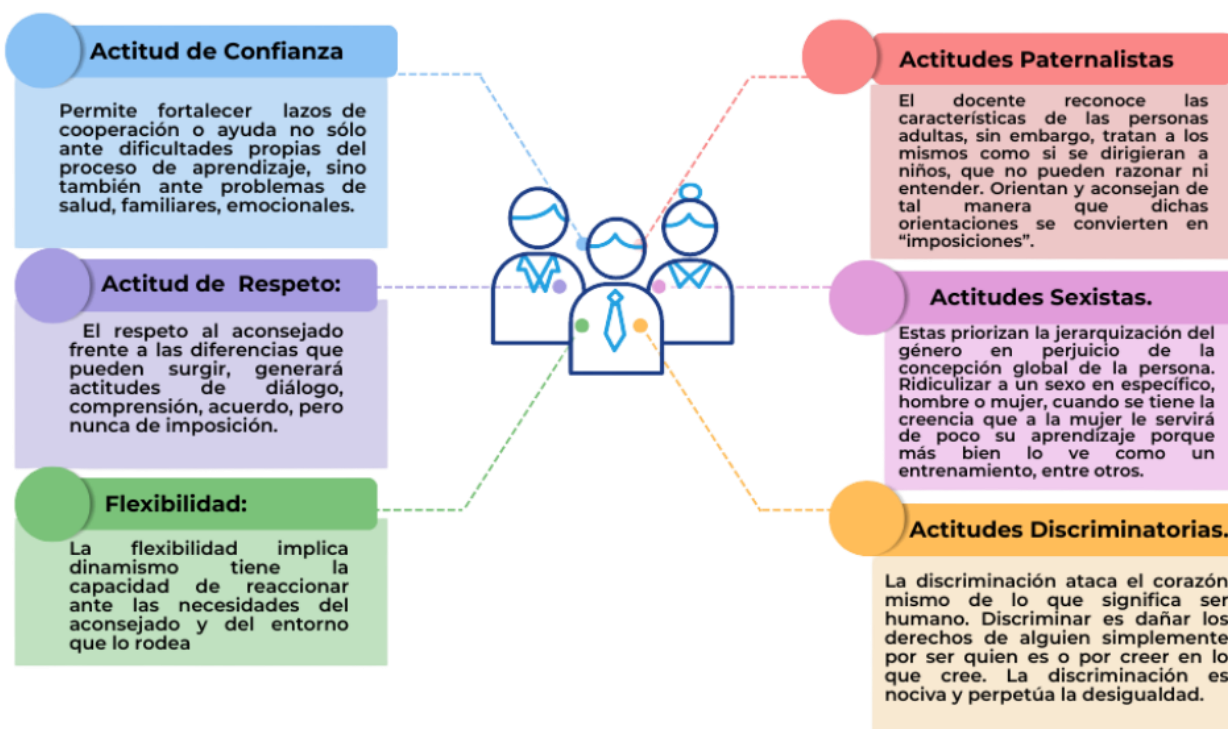 Actitud de Confianza
Permite fortalecer lazos de
cooperación o ayuda no sólo
ante dificultades propias del
proceso de aprendizaje, sino
también ante problemas de
salud, familiares, emocionales.
Actitud de Respeto:
El respeto al aconsejado
frente a las diferencias que
pueden surgir, generará
actitudes de diálogo,
comprensión, acuerdo, pero
nunca de imposición.
Flexibilidad:
La flexibilidad implica
dinamismo tiene la
capacidad de reaccionar
ante las necesidades del
aconsejado y del entorno
que lo rodea
Actitudes Paternalistas
El docente reconoce las
características de las personas
adultas, sin embargo, tratan a los
mismos como si se dirigieran a
niños, que no pueden razonar ni
entender. Orientan y aconsejan de
tal manera que dichas
orientaciones se convierten en
“imposiciones”.
Actitudes Sexistas.
Estas priorizan la jerarquización del
género en perjuicio de la
concepción global de la persona.
Ridiculizar a un sexo en específico,
hombre o mujer, cuando se tiene la
creencia que a la mujer le servirá
de poco su aprendizaje porque
más bien lo ve como un
entrenamiento, entre otros.
Actitudes Discriminatorias.
La discriminación ataca el corazón
mismo de lo que significa ser
humano. Discriminar es dañar los
derechos de alguien simplemente
por ser quien es o por creer en lo
que cree. La discriminación es
nociva y perpetúa la desigualdad.